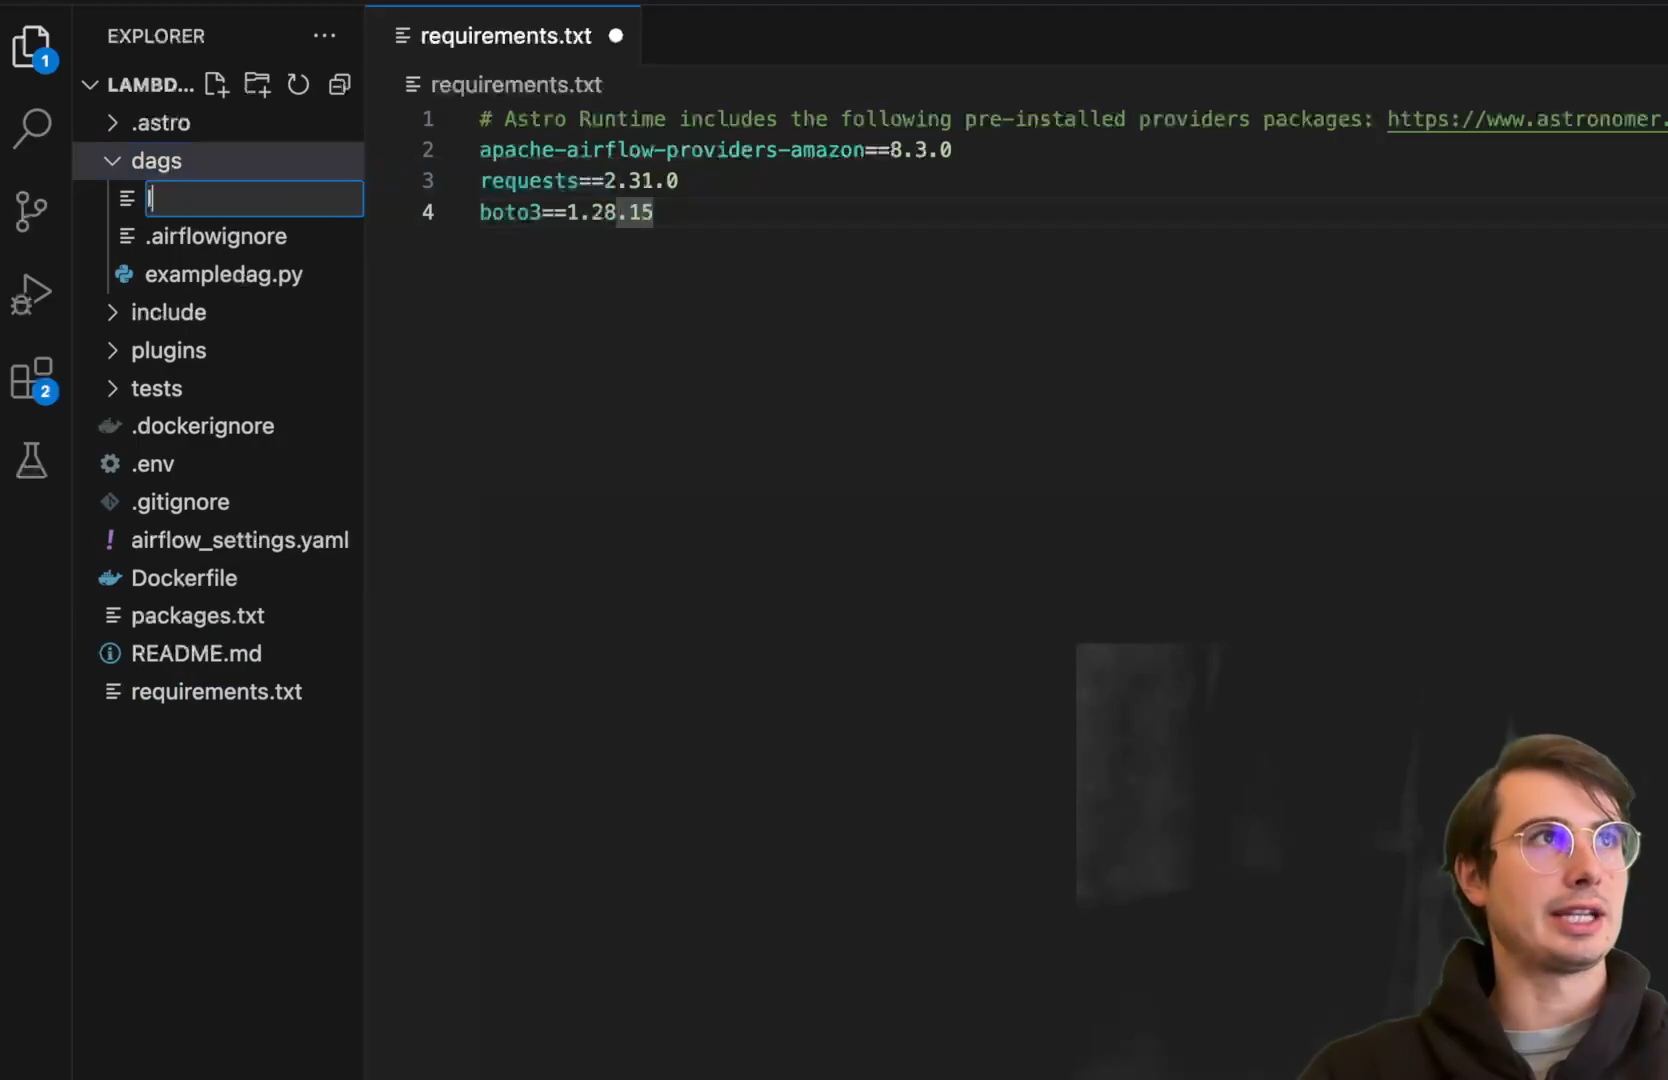 EXPLORER
requirements.txt
1
LAMBD...
requirements.txt
.astro
1 # Astro Runtime includes the following pre-installed providers packages: https://www.astronomer.
dags
2 apache-airflow-providers-amazon==8.3.0
3 requests==2.31.0
l
4 boto3==1.28.15
.airflowignore
exampledag.py
include
plugins
tests
2
.dockerignore
.env
.gitignore
! airflow_settings.yaml
Dockerfile
packages.txt
README.md
requirements.txt